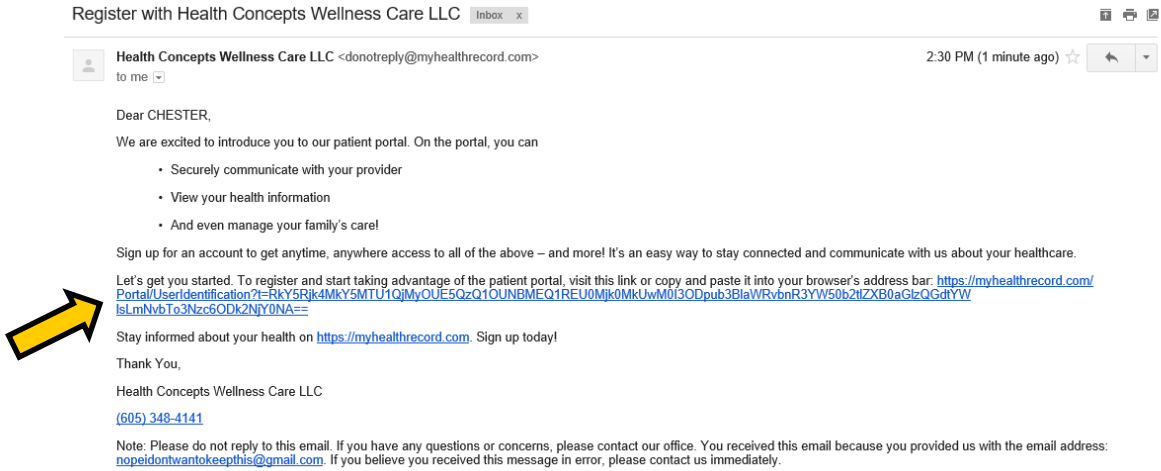 Register with Health Concepts Wellness Care LLC Inbox x
Health Concepts Wellness Care LLC <donotreply@myhealthrecord.com> 2:30 PM (1 minute ago)
to me
Dear CHESTER,
We are excited to introduce you to our patient portal. On the portal, you can
• Securely communicate with your provider
• View your health information
• And even manage your family's care!
Sign up for an account to get anytime, anywhere access to all of the above – and more! It's an easy way to stay connected and communicate with us about your healthcare.
Let's get you started. To register and start taking advantage of the patient portal, visit this link or copy and paste it into your browser's address bar: https://myhealthrecord.com/
Portal/UserIdentification?t=RkY5Rjk4MkY5MTU1QjMyOUE5QzQ1OUNBMEQ1REU0Mjk0MkUwM0I3ODpub3BlaWRvbnR3YW50b2tlZXB0aGlzQGdtYW
lsLmNvbTo3Nzc6ODk2NjY0NA==
Stay informed about your health on https://myhealthrecord.com. Sign up today!
Thank You,
Health Concepts Wellness Care LLC
(605) 348-4141
Note: Please do not reply to this email. If you have any questions or concerns, please contact our office. You received this email because you provided us with the email address:
nopeidontwantokeepthis@gmail.com. If you believe you received this message in error, please contact us immediately.